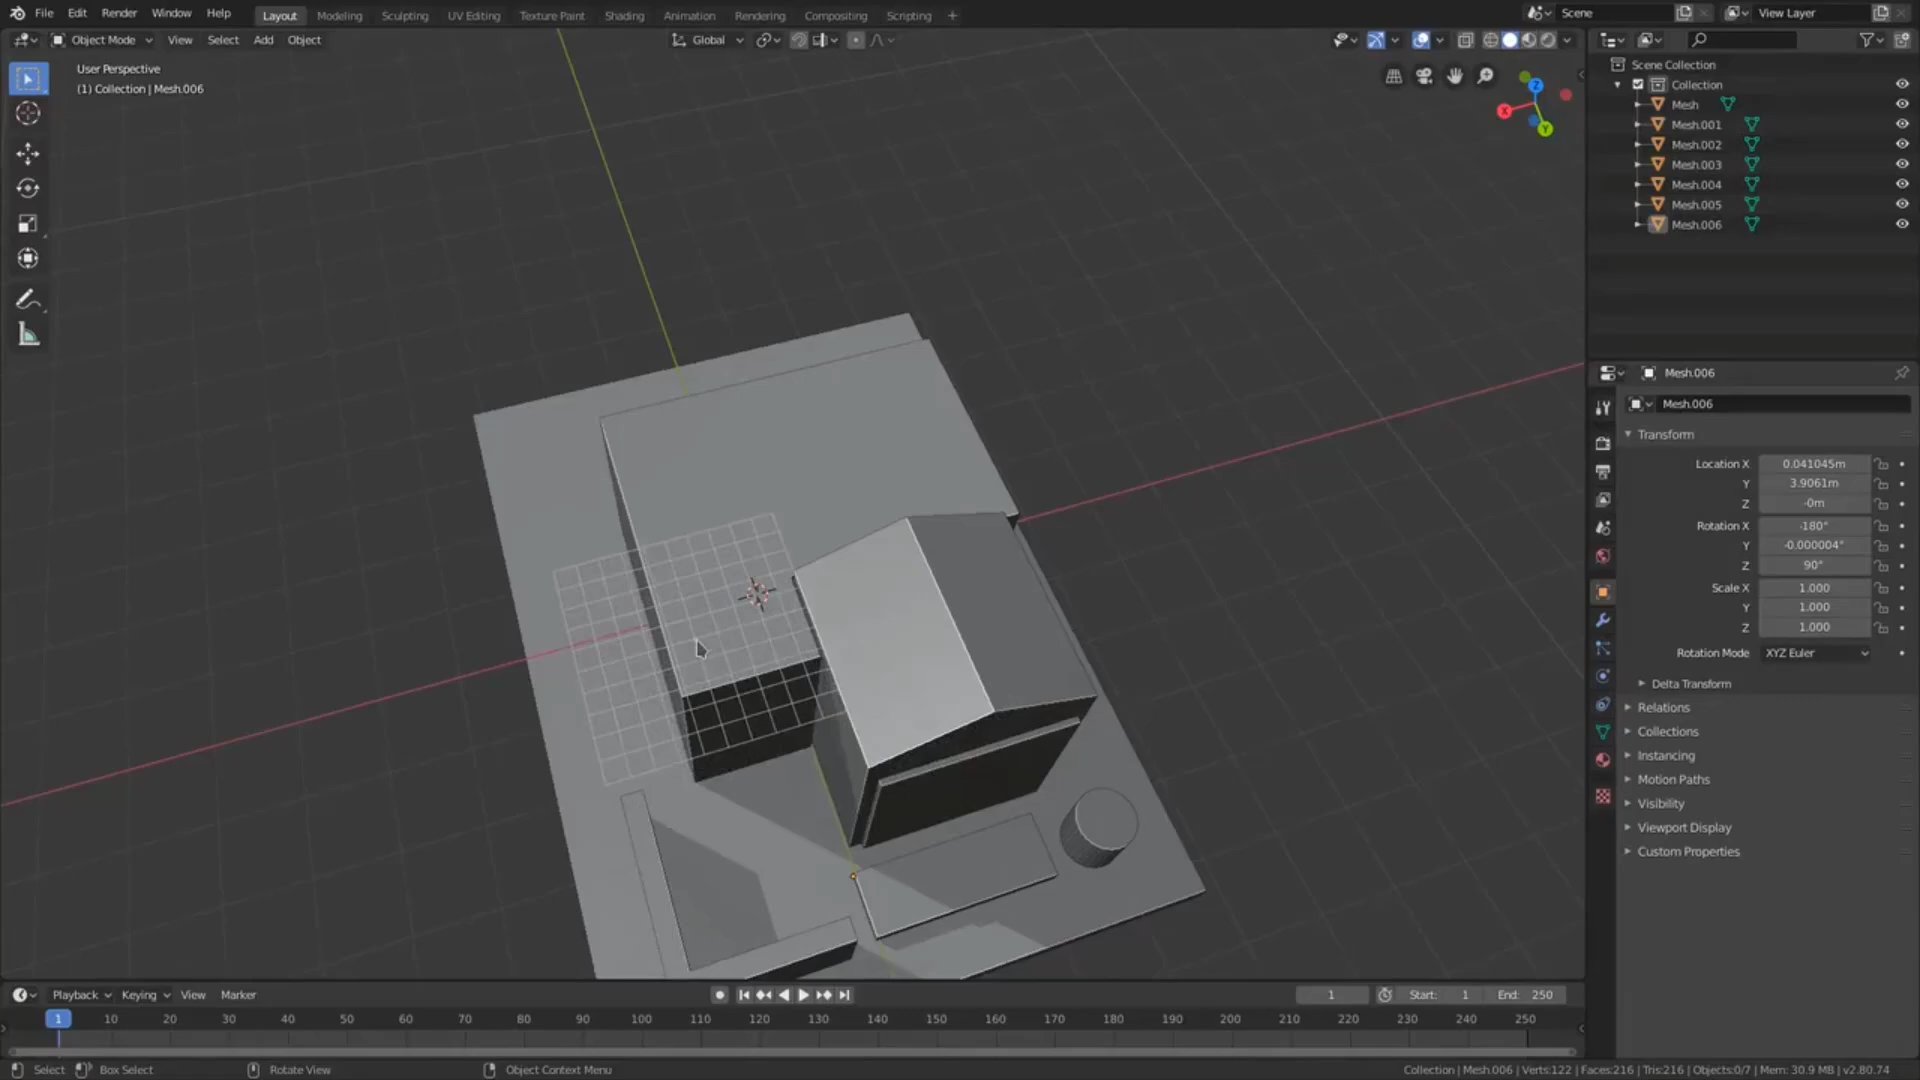 File Edit Render Window Help Layout Modeling Sculpting UV Editing Texture Paint Shading Animation Rendering Compositing Scripting + Scene View Layer
Object Mode View Select Add Object Global
User Perspective
(1) Collection | Mesh.006
X
Y
Z
Scene Collection
Collection
Mesh
Mesh.001
Mesh.002
Mesh.003
Mesh.004
Mesh.005
Mesh.006
Mesh.006
Mesh.006
Transform
Location X 0.041045m
Y 3.9061m
Z -0m
Rotation X -180°
Y -0.000004°
Z 90°
Scale X 1.000
Y 1.000
Z 1.000
Rotation Mode XYZ Euler
Delta Transform
Relations
Collections
Instancing
Motion Paths
Visibility
Viewport Display
Custom Properties
Playback Keying View Marker 1 Start: 1 End: 250
1 10 20 30 40 50 60 70 80 90 100 110 120 130 140 150 160 170 180 190 200 210 220 230 240 250
Select Box Select Rotate View Object Context Menu Collection | Mesh.006 | Verts:122 | Faces:216 | Tris:216 | Objects:0/7 | Mem: 30.9 MB | v2.80.74